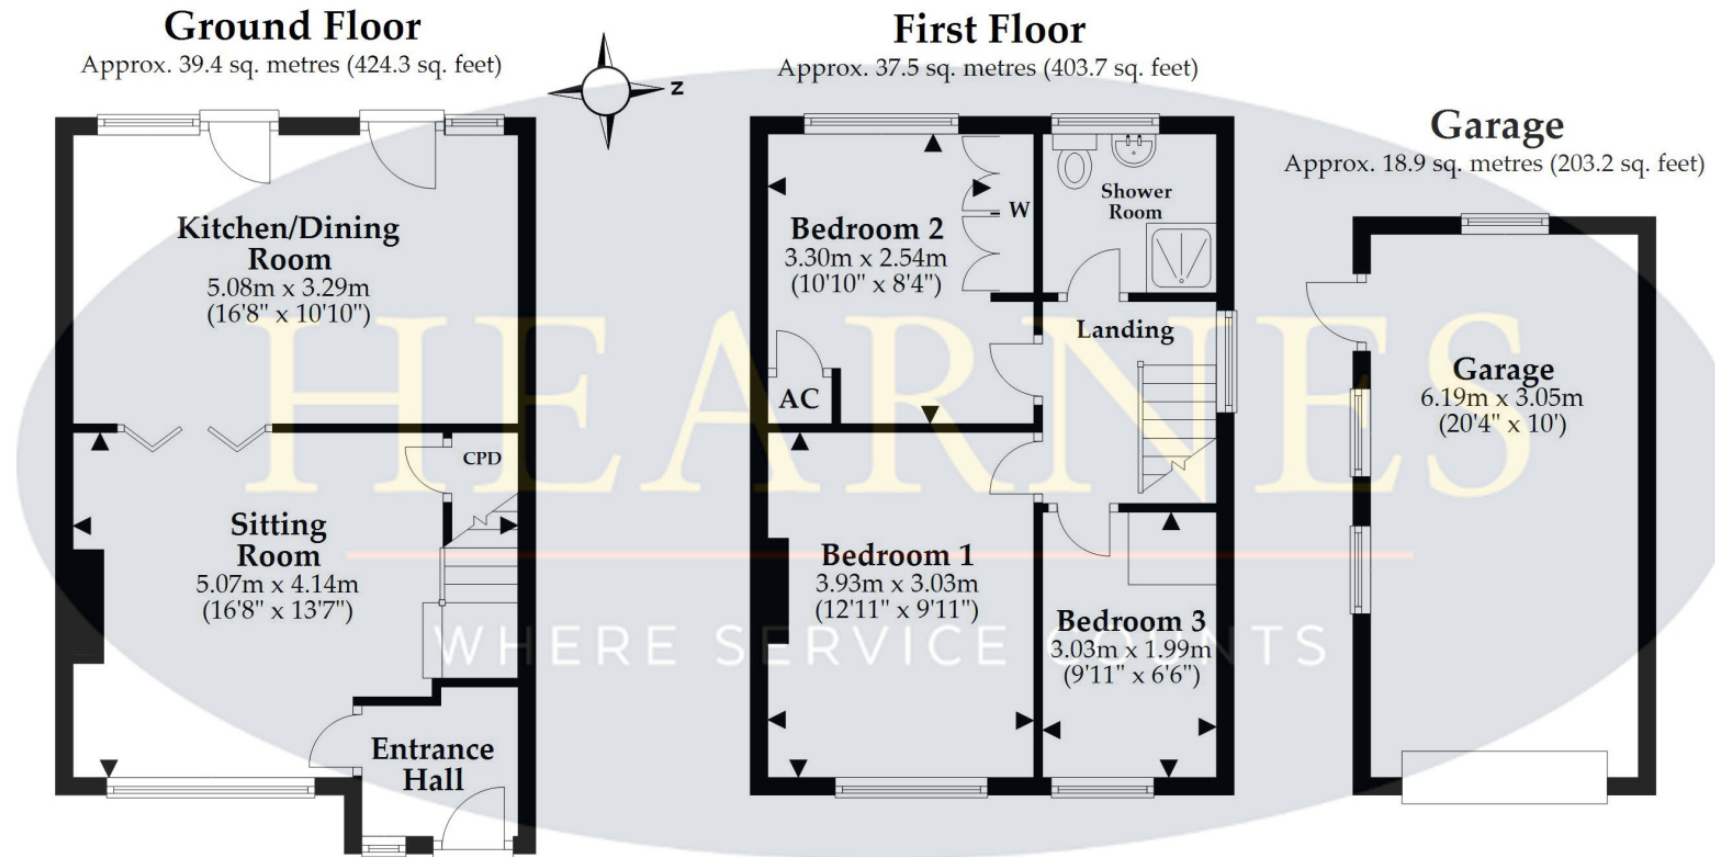 Ground Floor
Approx. 39.4 sq. metres (424.3 sq. feet)
Kitchen/Dining
Room
5.08m x 3.29m
(16'8" x 10'10")
CPD
Sitting
Room
5.07m x 4.14m
(16'8" x 13'7")
Entrance
Hall
N
First Floor
Approx. 37.5 sq. metres (403.7 sq. feet)
Bedroom 2
3.30m x 2.54m
(10'10" x 8'4")
W
Shower
Room
Landing
AC
Bedroom 1
3.93m x 3.03m
(12'11" x 9'11")
Bedroom 3
3.03m x 1.99m
(9'11" x 6'6")
Garage
Approx. 18.9 sq. metres (203.2 sq. feet)
Garage
6.19m x 3.05m
(20'4" x 10')
HEARNES
WHERE SERVICE COUNTS